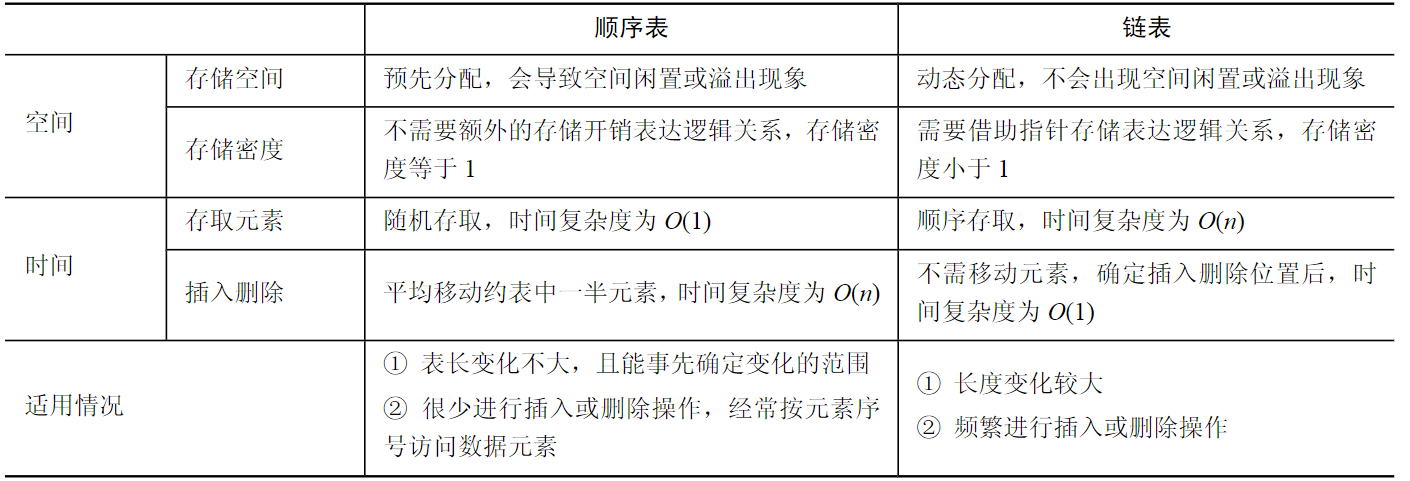 顺序表 链表
空间
存储空间 预先分配，会导致空间闲置或溢出现象 动态分配，不会出现空间闲置或溢出现象
存储密度 不需要额外的存储开销表达逻辑关系，存储密 需要借助指针存储表达逻辑关系，存储密
度等于 1 度小于 1
时间
存取元素 随机存取，时间复杂度为 O(1) 顺序存取，时间复杂度为 O(n)
插入删除 平均移动约表中一半元素，时间复杂度为 O(n) 不需移动元素，确定插入删除位置后，时
间复杂度为 O(1)
适用情况
① 表长变化不大，且能事先确定变化的范围
② 很少进行插入或删除操作，经常按元素序
号访问数据元素
① 长度变化较大
② 频繁进行插入或删除操作